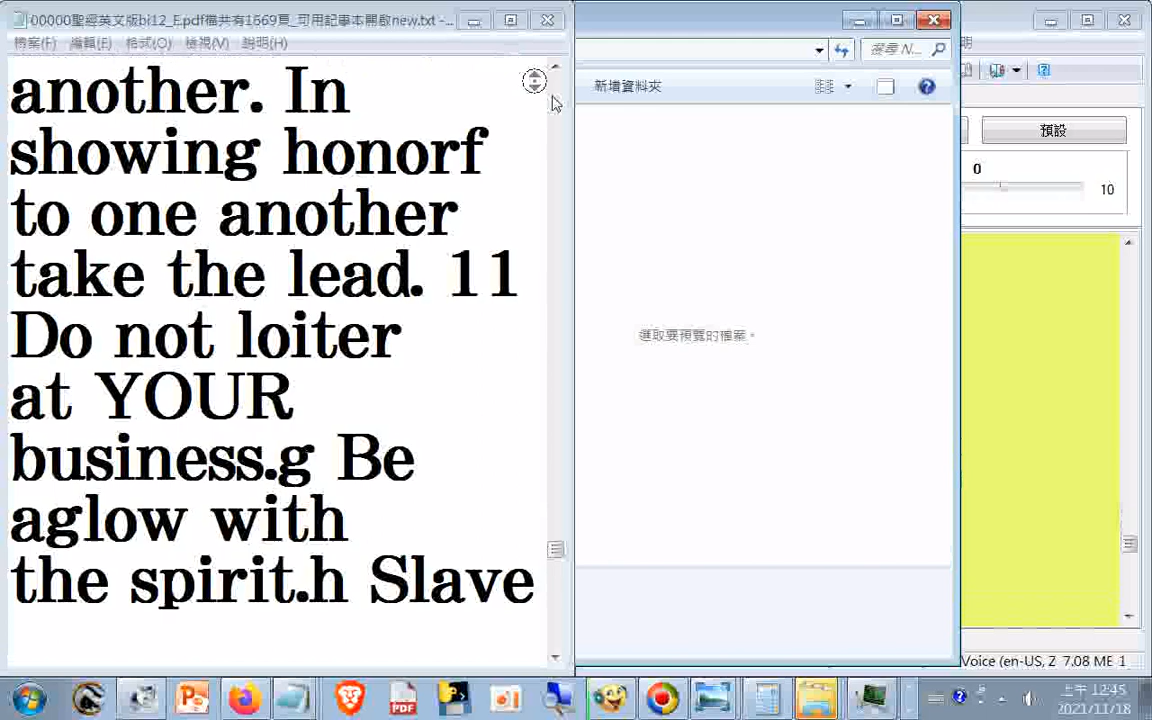 00000聖經英文版bi12_E.pdf檔共有1669頁_可用記事本開啟new.txt - ...
檔案(F) 編輯(E) 格式(O) 檢視(V) 說明(H)
another. In
showing honorf
to one another
take the lead. 11
Do not loiter
at YOUR
business.g Be
aglow with
the spirit.h Slave
搜尋 N...
新增資料夾
選取要預覽的檔案。
明
預設
0
10
Voice (en-US, Z 7.08 ME 1
上午 12:45
2021/11/18